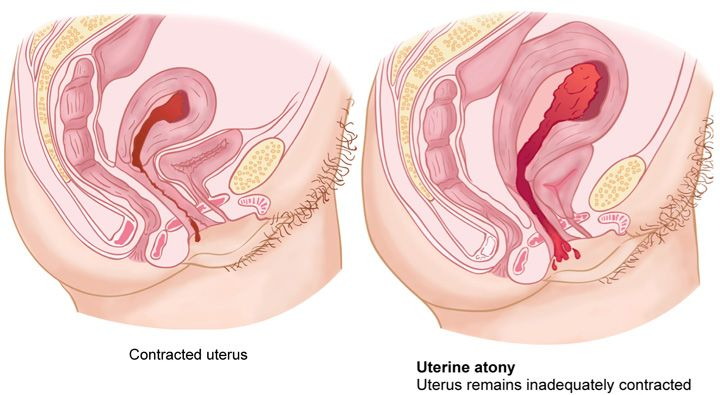 Contracted uterus
Uterine atony
Uterus remains inadequately contracted